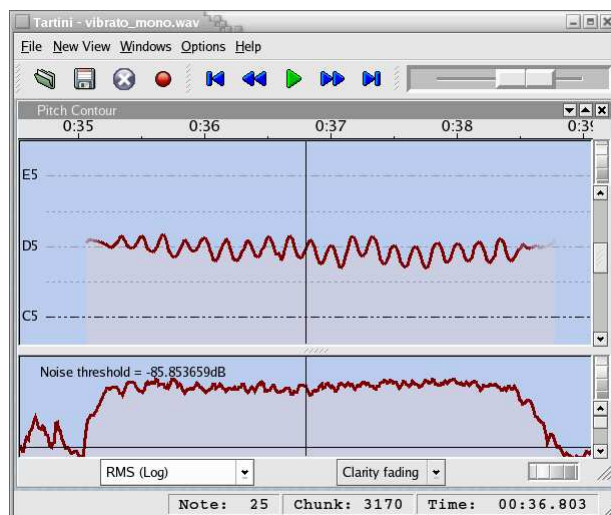 Tartini - vibrato_mono.wav
File New View Windows Options Help
Pitch Contour
0:35 0:36 0:37 0:38 0:39
E5
D5
C5
Noise threshold = -85.853659dB
RMS (Log) Clarity fading
Note: 25 Chunk: 3170 Time: 00:36.803